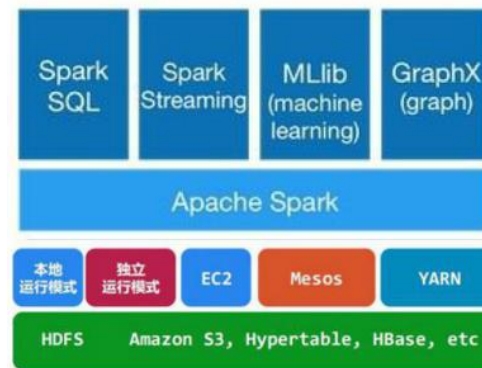 Spark
SQL
Spark
Streaming
MLlib
(machine
learning)
GraphX
(graph)
Apache Spark
本地
运行模式
独立
运行模式
EC2
Mesos
YARN
HDFS Amazon S3, Hypertable, HBase, etc